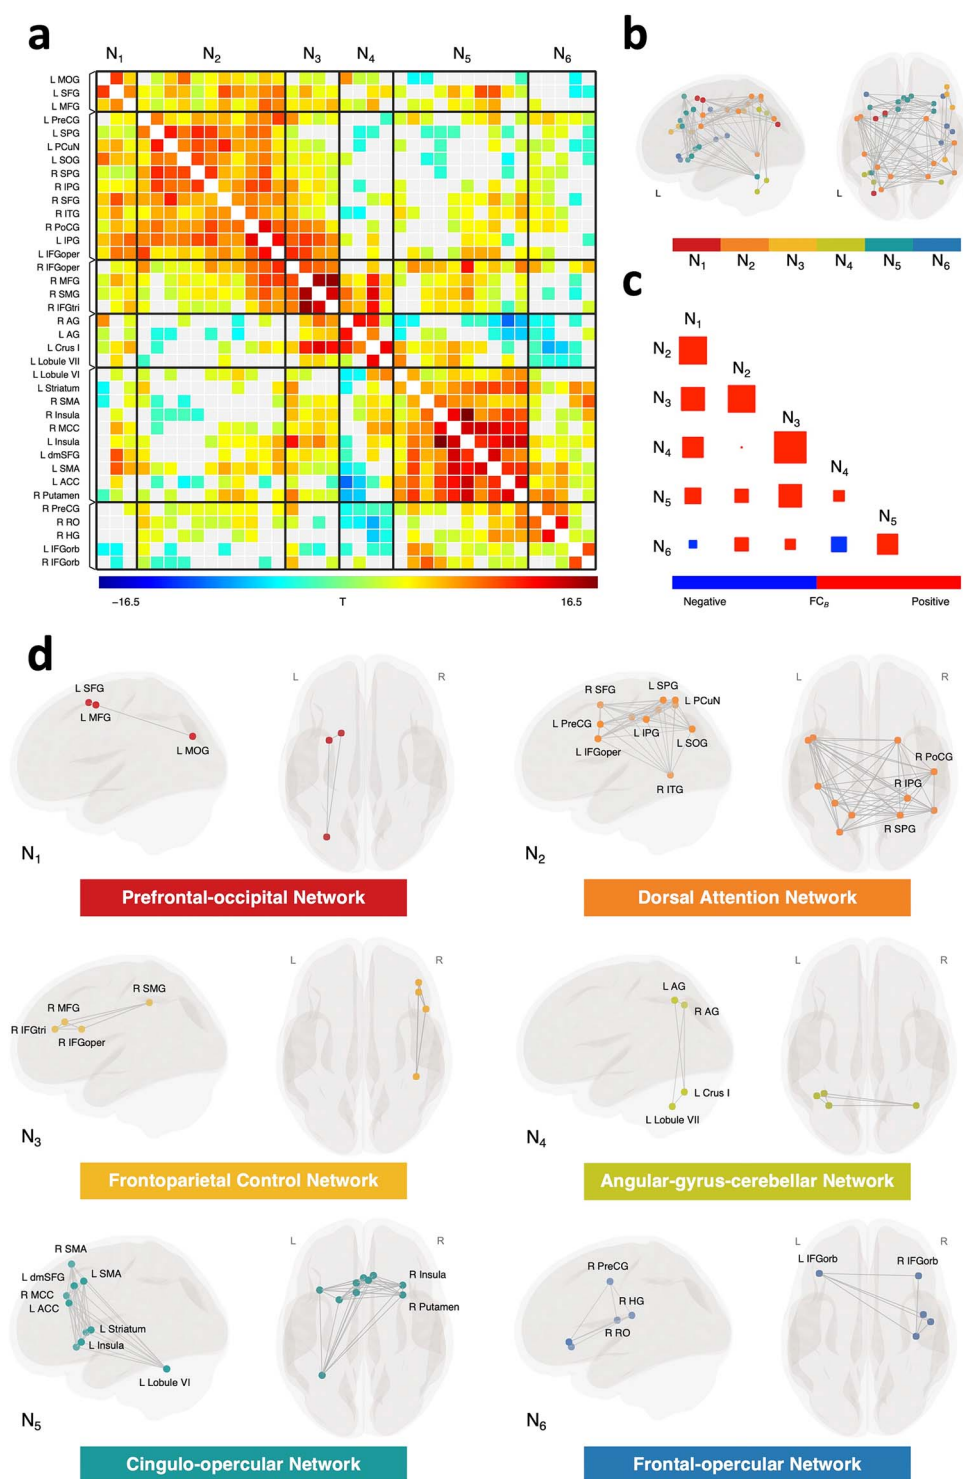 a
N1 N2 N3 N4 N5 N6
L MOG
L SFG
L MFG
L PreCG
L SPG
L PCuN
L SOG
R SPG
R IPG
R SFG
R ITG
R PoCG
L IPG
L IFGoper
R IFGoper
R MFG
R SMG
R IFGtri
R AG
L AG
L Crus I
L Lobule VII
L Lobule VI
L Striatum
R SMA
R Insula
R MCC
L Insula
L dmSFG
L SMA
L ACC
R Putamen
R PreCG
R RO
R HG
L IFGorb
R IFGorb
−16.5 T 16.5
b
L L
N1 N2 N3 N4 N5 N6
c
N1
N2 N2
N3 N3
N4 N4
N5 N5
N6
Negative FCB Positive
d
L SFG
L MFG
L MOG
L R
N1
Prefrontal-occipital Network
R SFG
L SPG
L PCuN
L PreCG
L IPG
L IFGoper
L SOG
R ITG
L R
R PoCG
R IPG
R SPG
N2
Dorsal Attention Network
R SMG
R MFG
R IFGtri
R IFGoper
L R
N3
Frontoparietal Control Network
L AG
R AG
L Crus I
L Lobule VII
L R
N4
Angular-gyrus-cerebellar Network
R SMA
L dmSFG
L SMA
R MCC
L ACC
L Striatum
L Insula
L Lobule VI
L R
R Insula
R Putamen
N5
Cingulo-opercular Network
R PreCG
R HG
R RO
L R
L IFGorb
R IFGorb
N6
Frontal-opercular Network